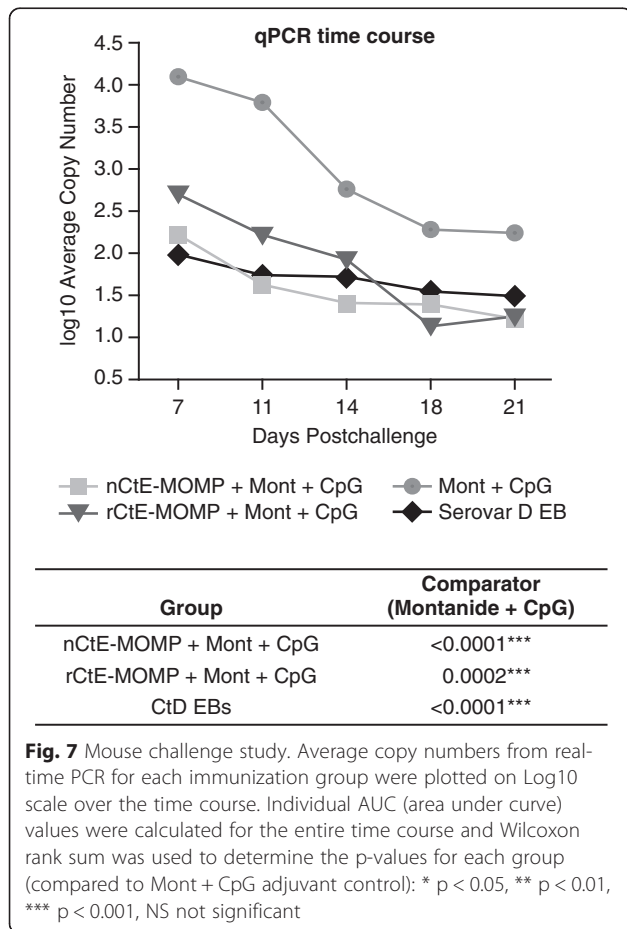 qPCR time course
4.5
4.0
3.5
3.0
2.5
2.0
1.5
1.0
0.5
log10 Average Copy Number
7 11 14 18 21
Days Postchallenge
nCtE-MOMP + Mont + CpG Mont + CpG
rCtE-MOMP + Mont + CpG Serovar D EB
Comparator
Group (Montanide + CpG)
nCtE-MOMP + Mont + CpG <0.0001***
rCtE-MOMP + Mont + CpG 0.0002***
CtD EBs <0.0001***
Fig. 7 Mouse challenge study. Average copy numbers from real-
time PCR for each immunization group were plotted on Log10
scale over the time course. Individual AUC (area under curve)
values were calculated for the entire time course and Wilcoxon
rank sum was used to determine the p-values for each group
(compared to Mont + CpG adjuvant control): * p < 0.05, ** p < 0.01,
*** p < 0.001, NS not significant